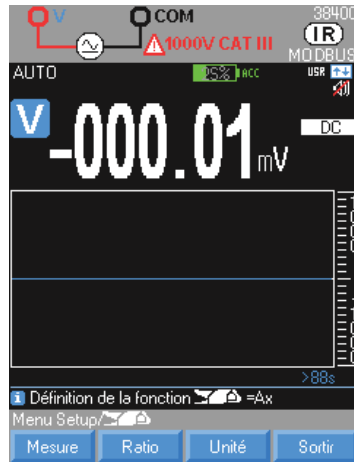 V COM 38400
1000V CAT III IR
MODBUS
AUTO 25% ACC USR
V -000.01 mV DC
>88s
i Définition de la fonction =Ax
Menu Setup/
Mesure Ratio Unité Sortir